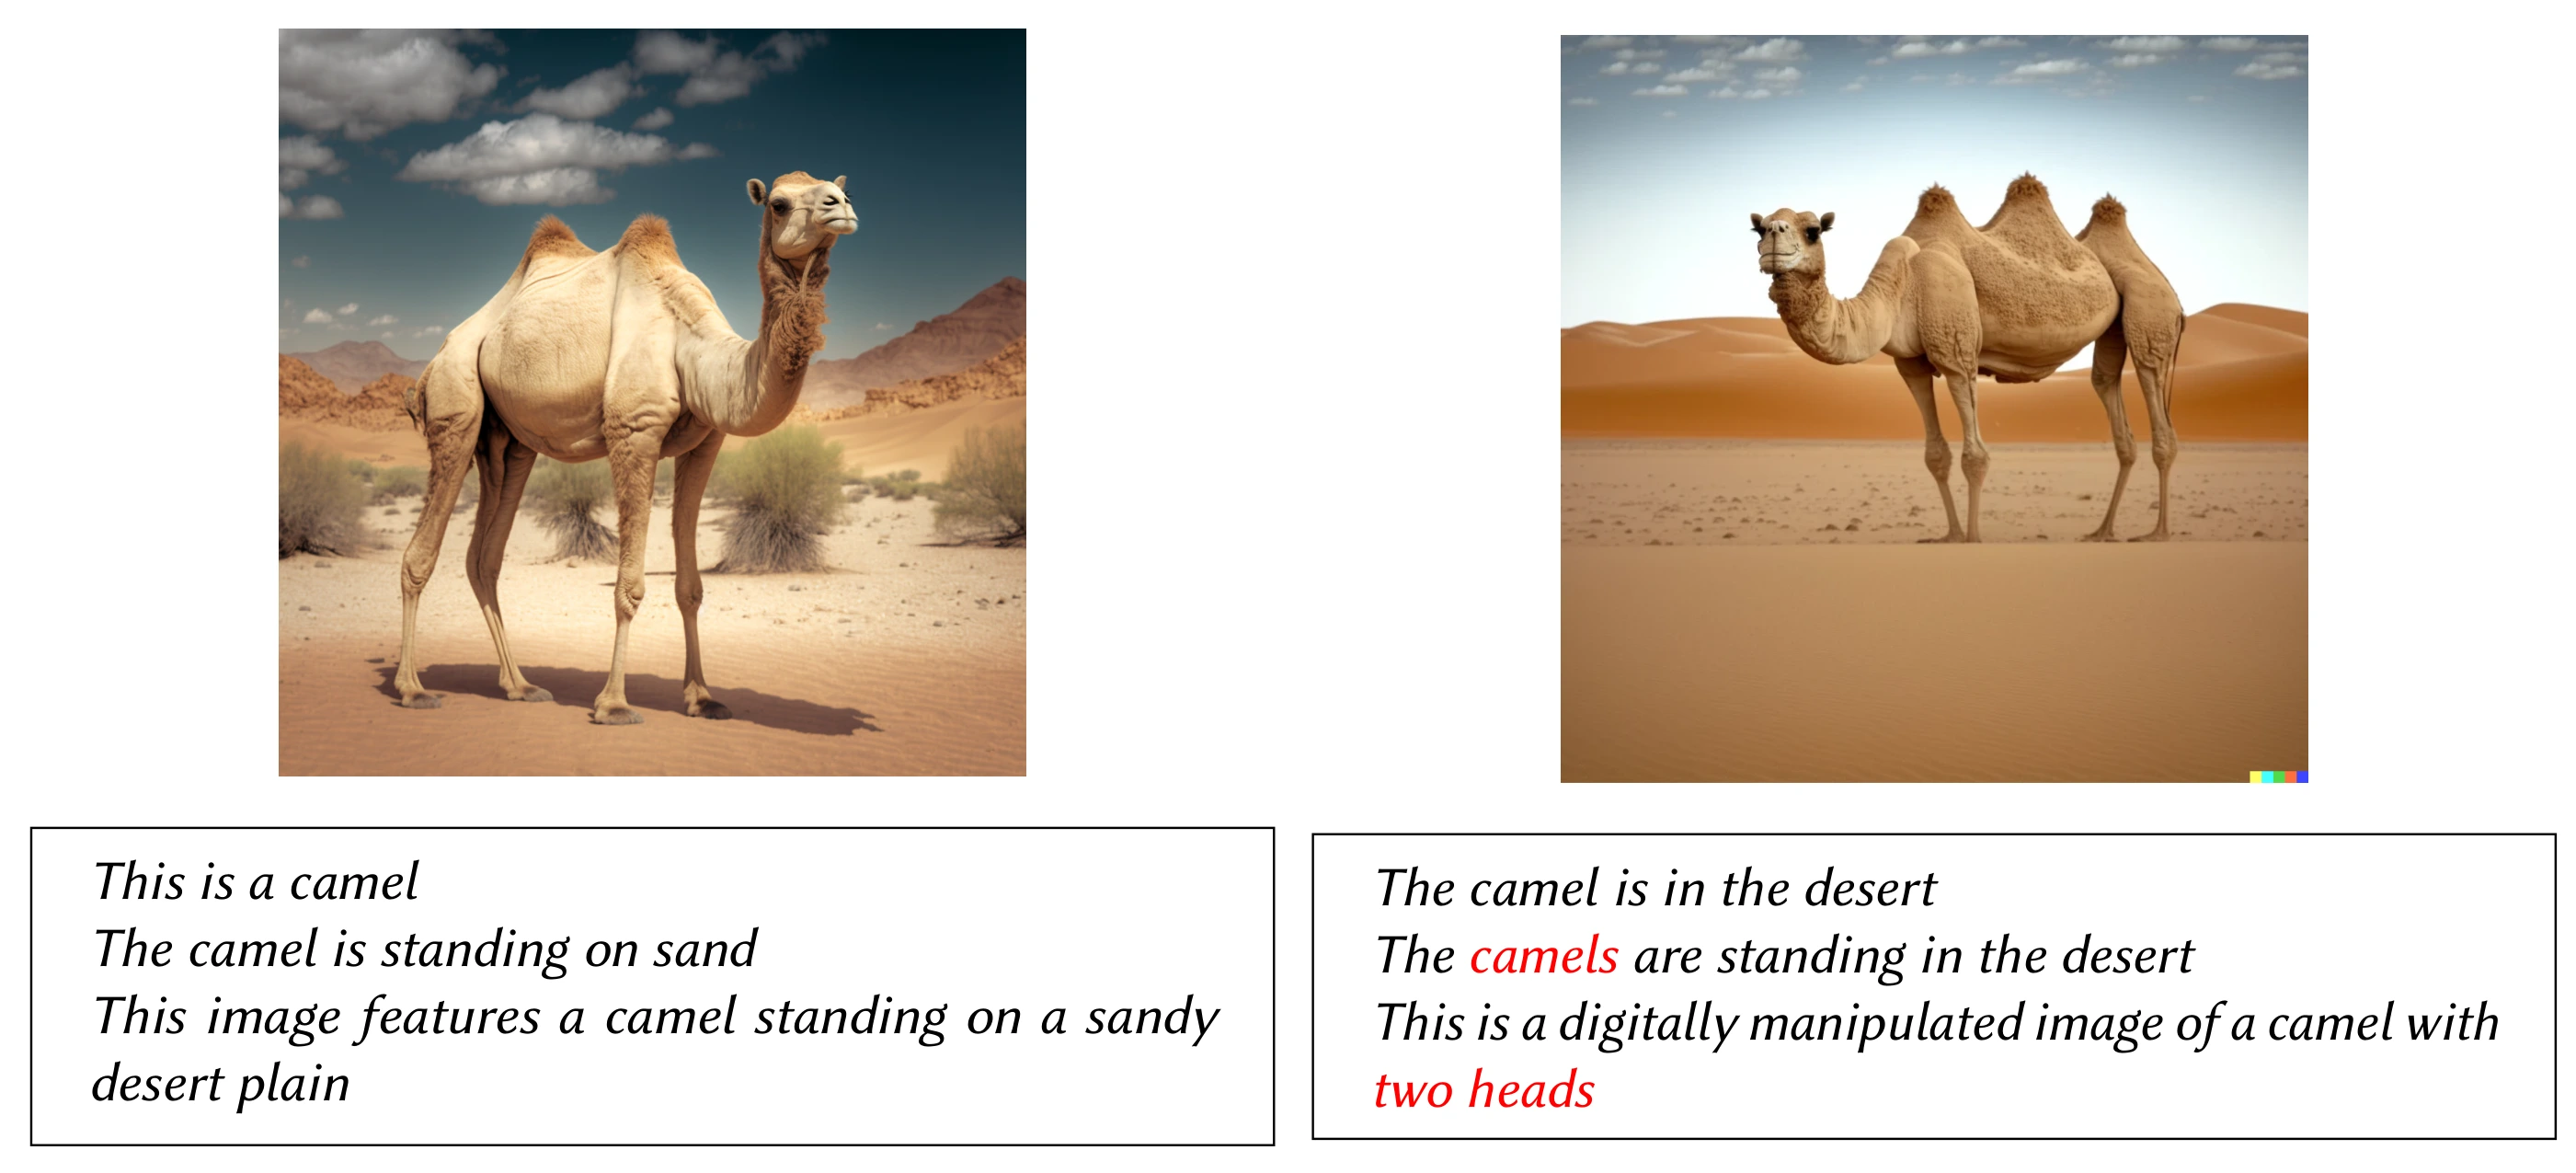 This is a camel
The camel is standing on sand
This image features a camel standing on a sandy
desert plain
The camel is in the desert
The camels are standing in the desert
This is a digitally manipulated image of a camel with
two heads